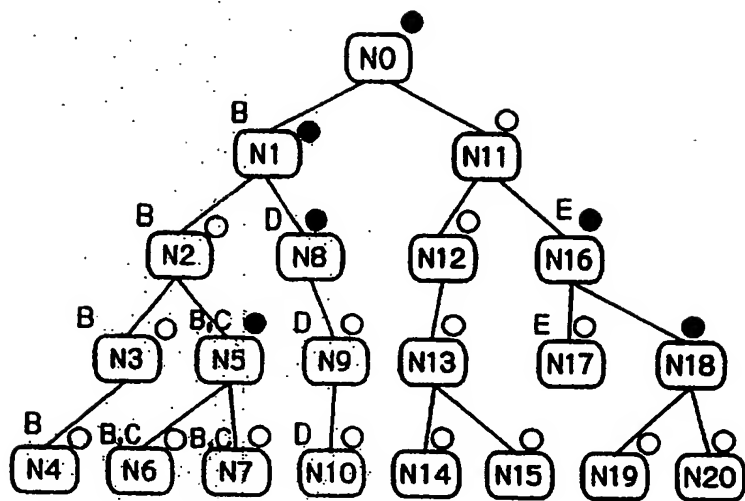 N0
B
N1 N11
B D E
N2 N8 N12 N16
B B,C D E
N3 N5 N9 N13 N17 N18
B B,C B,C D
N4 N6 N7 N10 N14 N15 N19 N20